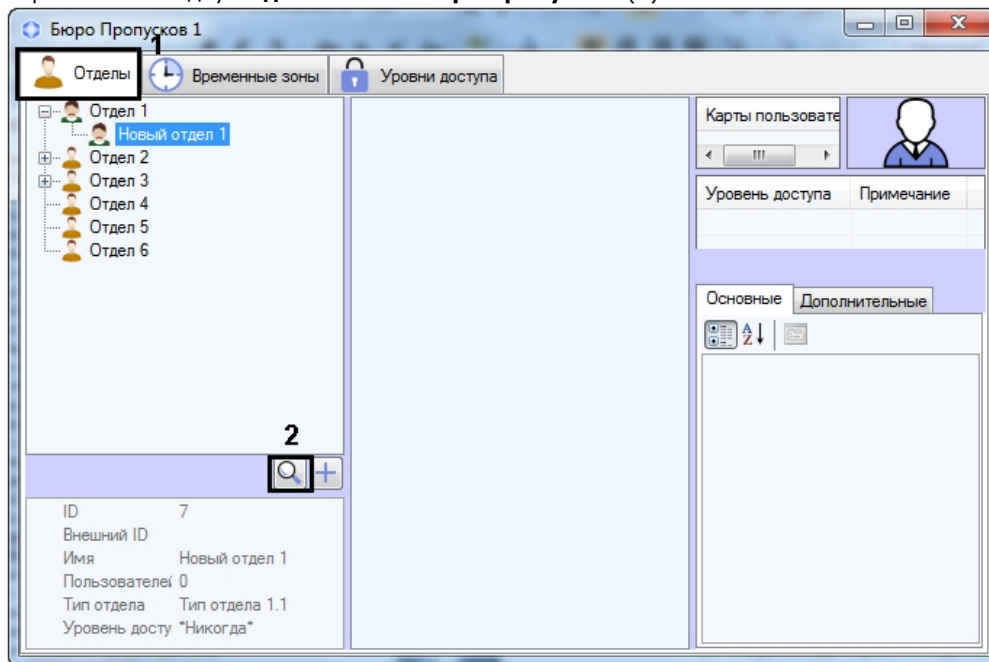 Бюро Пропусков 1
1
Отделы
Временные зоны
Уровни доступа
Отдел 1
Новый отдел 1
Отдел 2
Отдел 3
Отдел 4
Отдел 5
Отдел 6
2
ID 7
Внешний ID
Имя Новый отдел 1
Пользователей 0
Тип отдела Тип отдела 1.1
Уровень досту *Никогда*
Карты пользовате
Уровень доступа Примечание
Основные Дополнительные